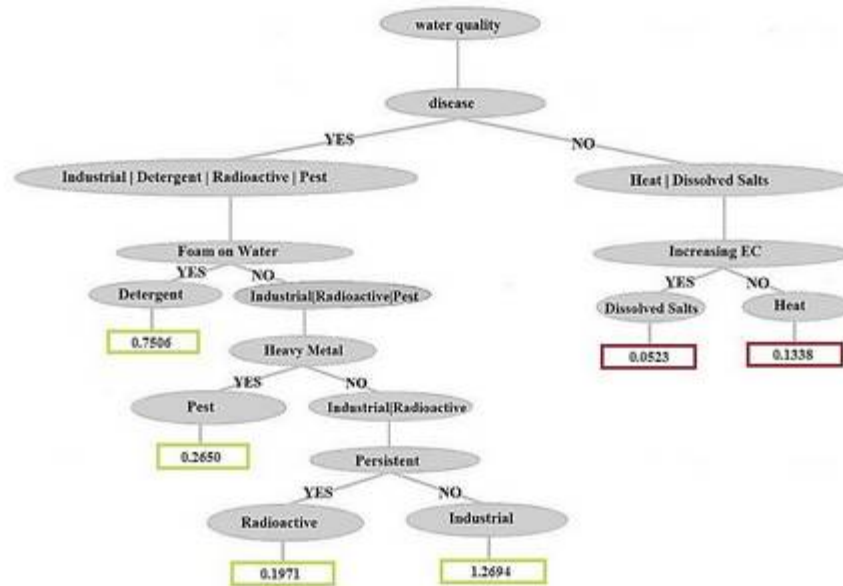 water quality
disease
YES
NO
Industrial | Detergent | Radioactive | Pest
Heat | Dissolved Salts
Foam on Water
Increasing EC
YES
NO
YES
NO
Detergent
Industrial|Radioactive|Pest
Dissolved Salts
Heat
0.7506
0.0523
0.1338
Heavy Metal
YES
NO
Pest
Industrial|Radioactive
0.2650
Persistent
YES
NO
Radioactive
Industrial
0.1971
1.2694